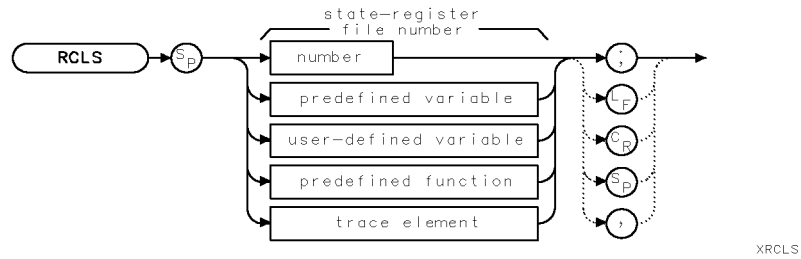 state-register
file number
RCLS SP number ;
predefined variable LF
user-defined variable CR
predefined function SP
trace element ,
XRCLS